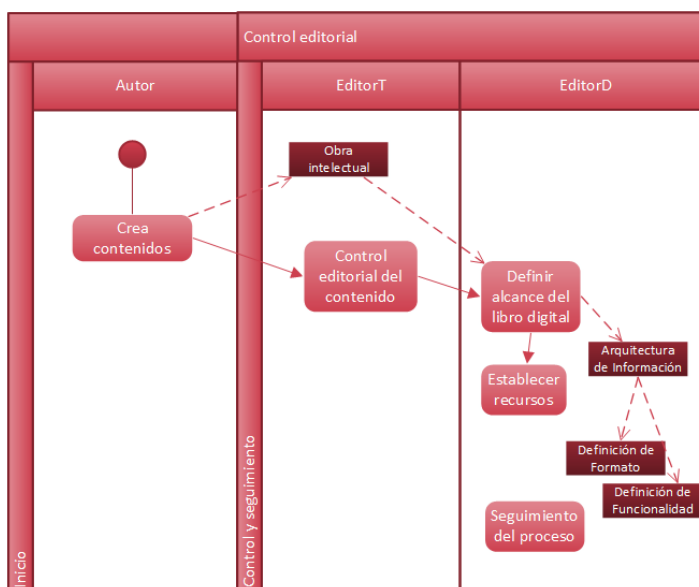 Control editorial
Autor
EditorT
EditorD
Obra
intelectual
Crea
contenidos
Control
editorial del
contenido
Definir
alcance del
libro digital
Arquitectura
de Información
Establecer
recursos
Definición de
Formato
Definición de
Funcionalidad
Seguimiento
del proceso
Inicio
Control y seguimiento